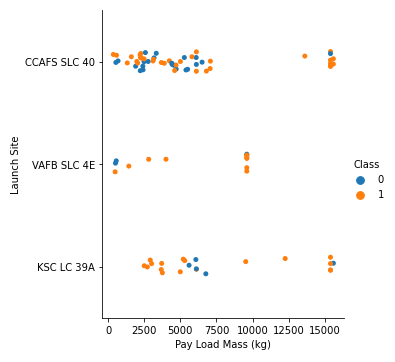 CCAFS SLC 40
VAFB SLC 4E
KSC LC 39A
Launch Site
0 2500 5000 7500 10000 12500 15000
Pay Load Mass (kg)
Class
0
1